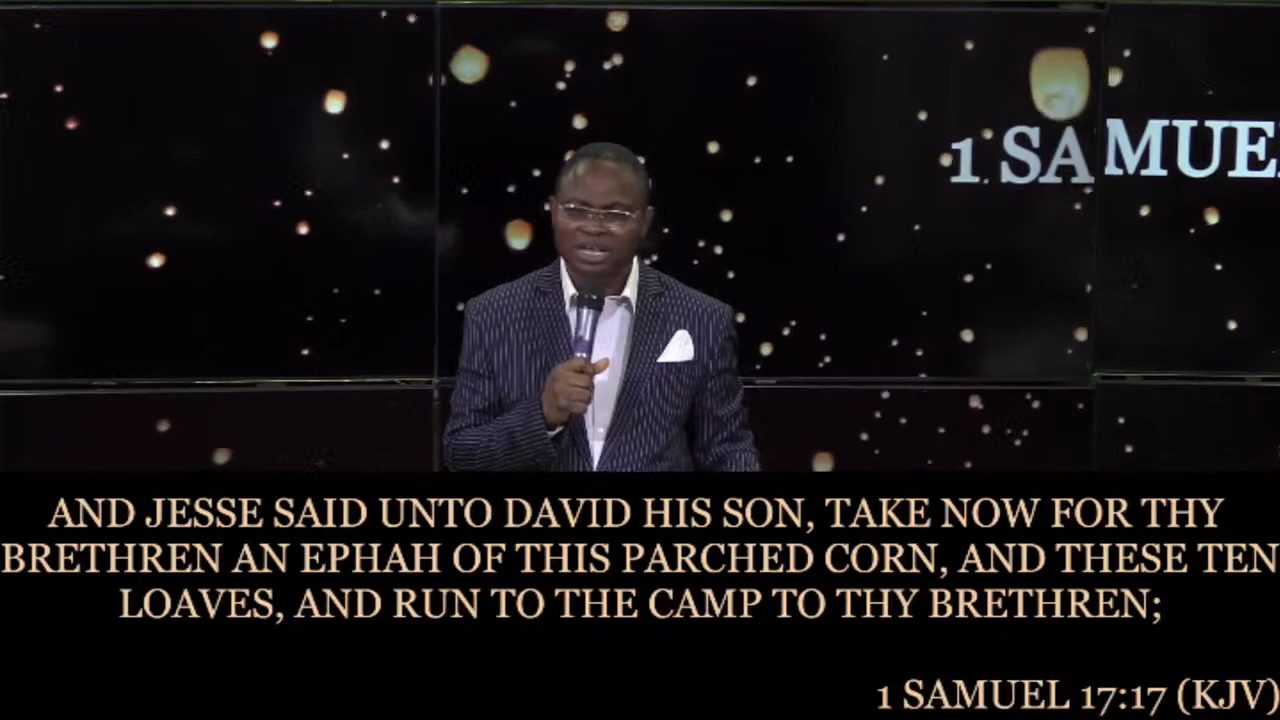 1 SAMUE
AND JESSE SAID UNTO DAVID HIS SON, TAKE NOW FOR THY
BRETHREN AN EPHAH OF THIS PARCHED CORN, AND THESE TEN
LOAVES, AND RUN TO THE CAMP TO THY BRETHREN;
1 SAMUEL 17:17 (KJV)